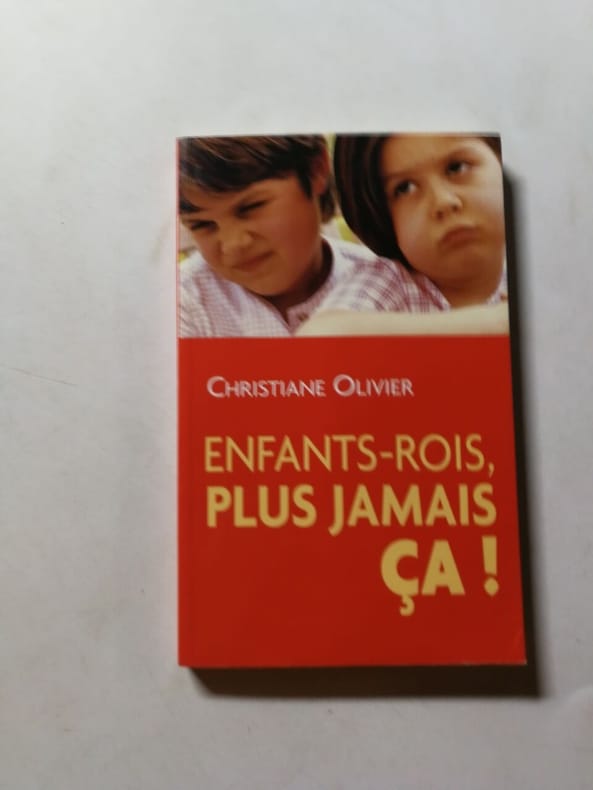 CHRISTIANE OLIVIER
ENFANTS-ROIS,
PLUS JAMAIS
ÇA !